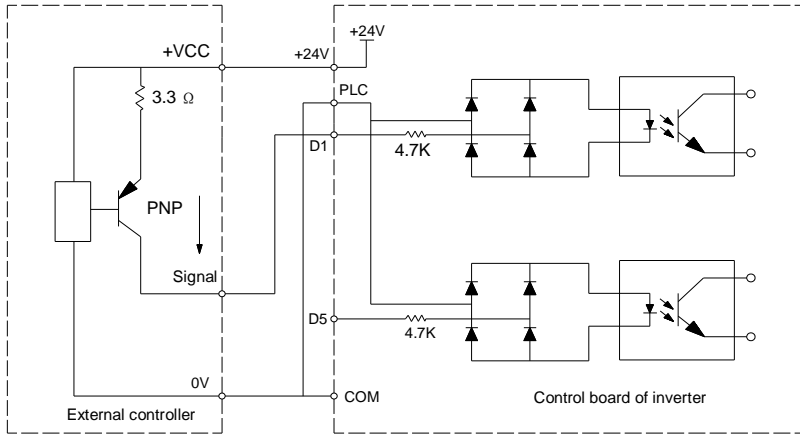 +24V
+VCC
+24V
3.3 Ω
PLC
D1
4.7K
PNP
Signal
D5
4.7K
0V
COM
External controller
Control board of inverter